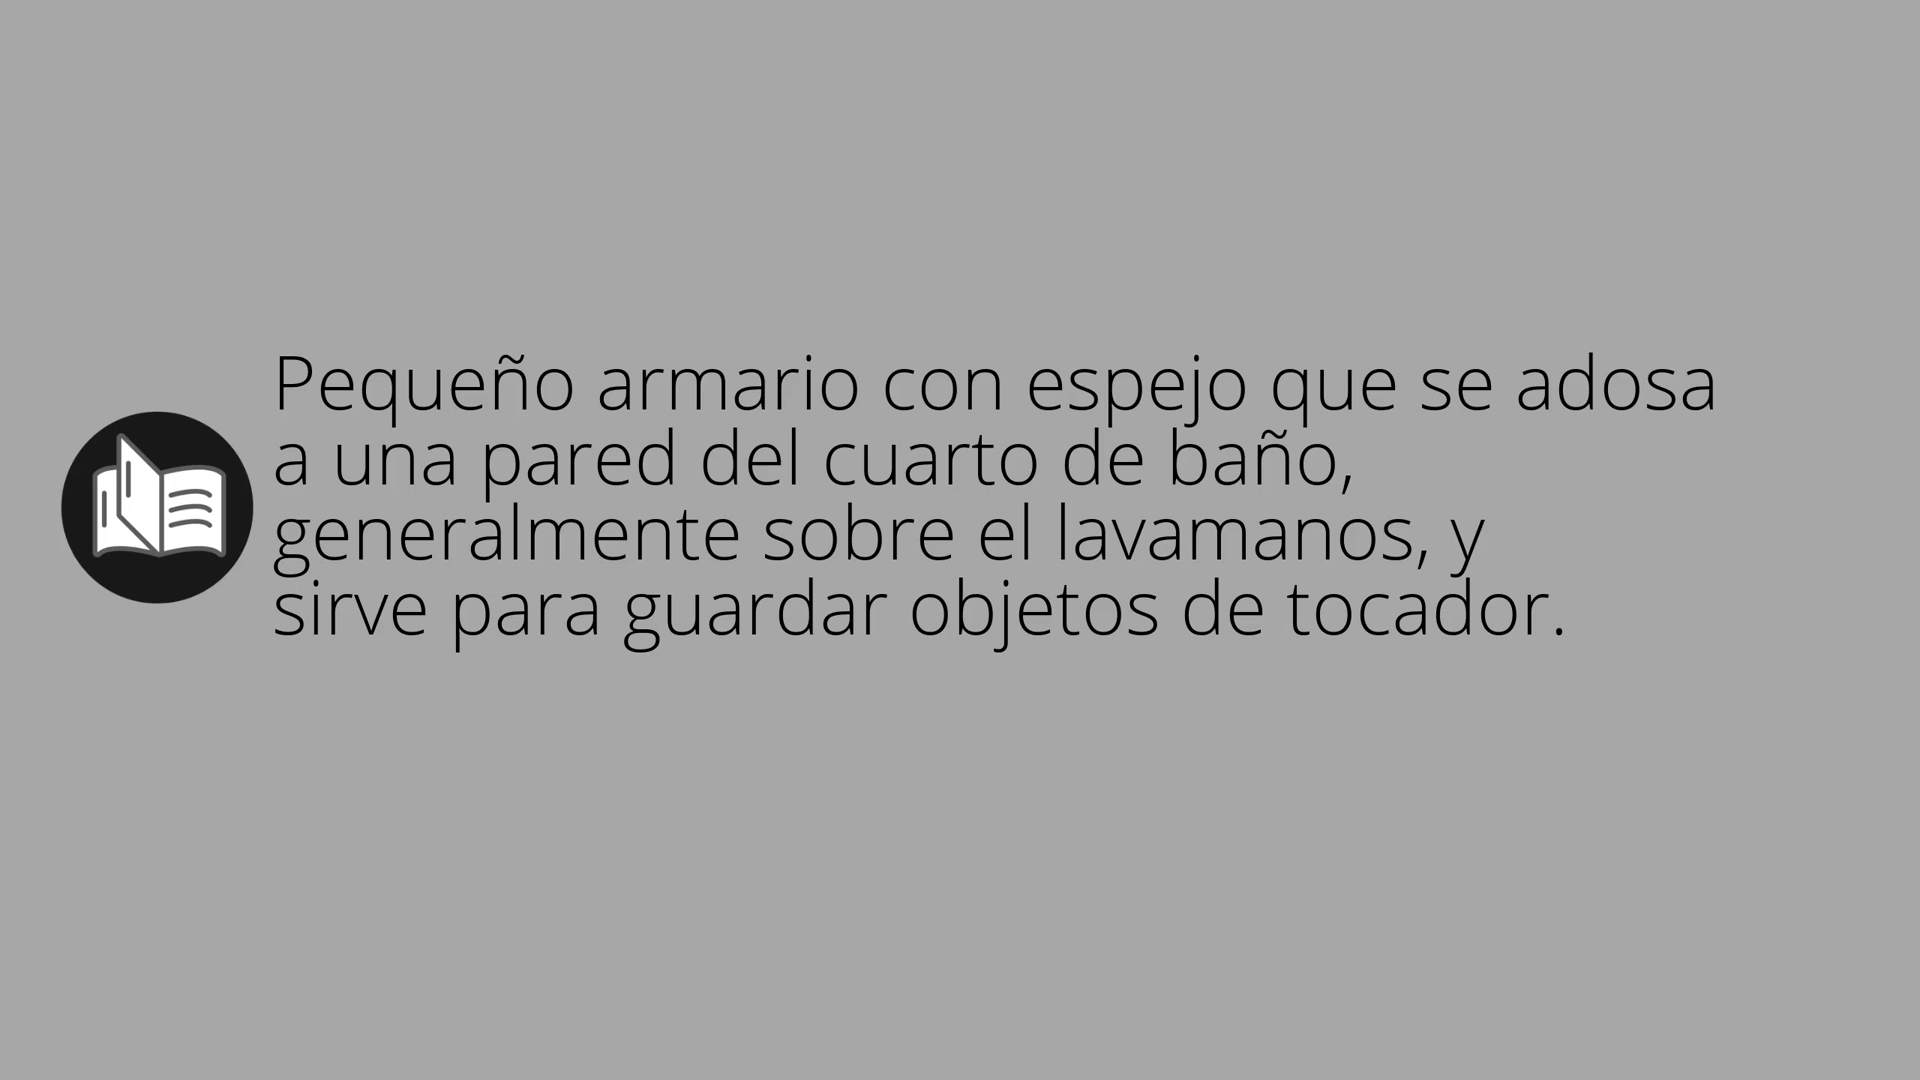 Pequeño armario con espejo que se adosa
a una pared del cuarto de baño,
generalmente sobre el lavamanos, y
sirve para guardar objetos de tocador.